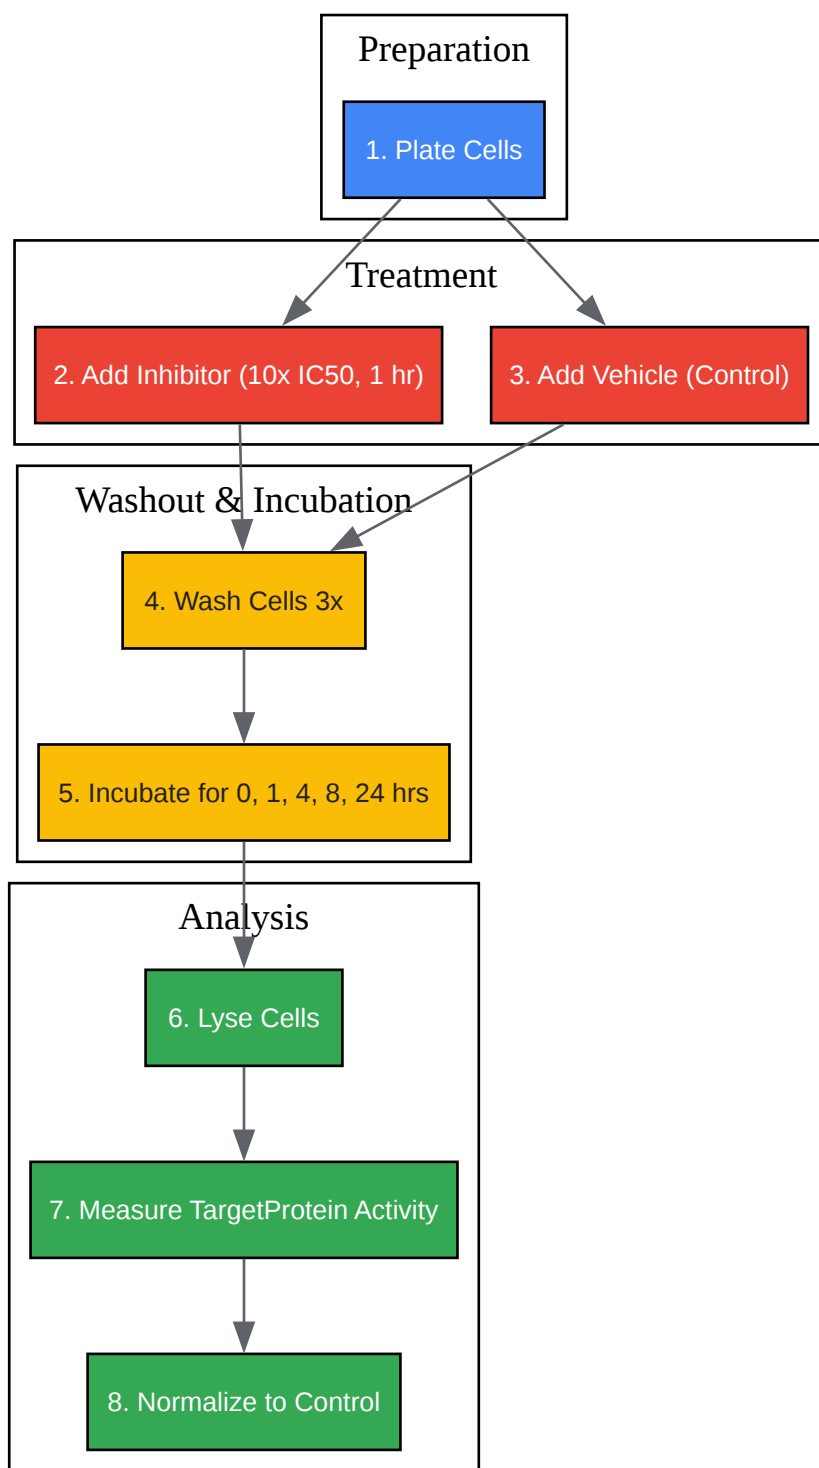 Preparation
1. Plate Cells
Treatment
2. Add Inhibitor (10x IC50, 1 hr)
3. Add Vehicle (Control)
Washout & Incubation
4. Wash Cells 3x
5. Incubate for 0, 1, 4, 8, 24 hrs
Analysis
6. Lyse Cells
7. Measure TargetProtein Activity
8. Normalize to Control